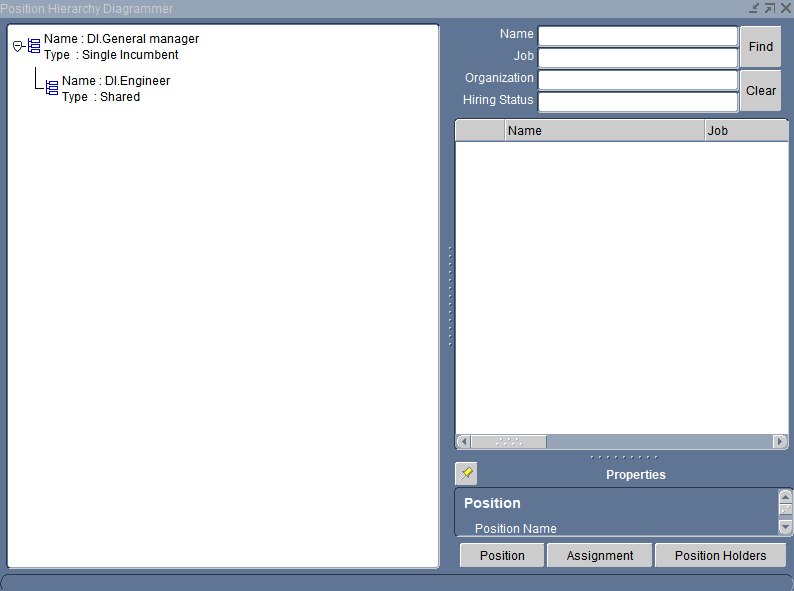 Position Hierarchy Diagrammer
Name : DI.General manager
Type : Single Incumbent
Name : DI.Engineer
Type : Shared
Name
Job
Organization
Hiring Status
Find
Clear
Name Job
Properties
Position
Position Name
Position Assignment Position Holders